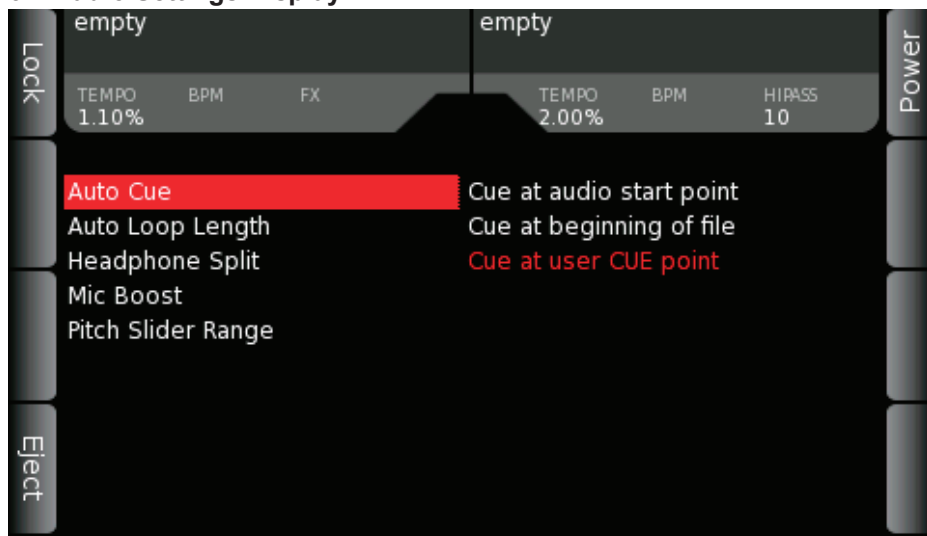 Lock
empty
empty
Power
TEMPO BPM FX
1.10%
TEMPO BPM HIPASS
2.00% 10
Auto Cue
Auto Loop Length
Headphone Split
Mic Boost
Pitch Slider Range
Cue at audio start point
Cue at beginning of file
Cue at user CUE point
Eject